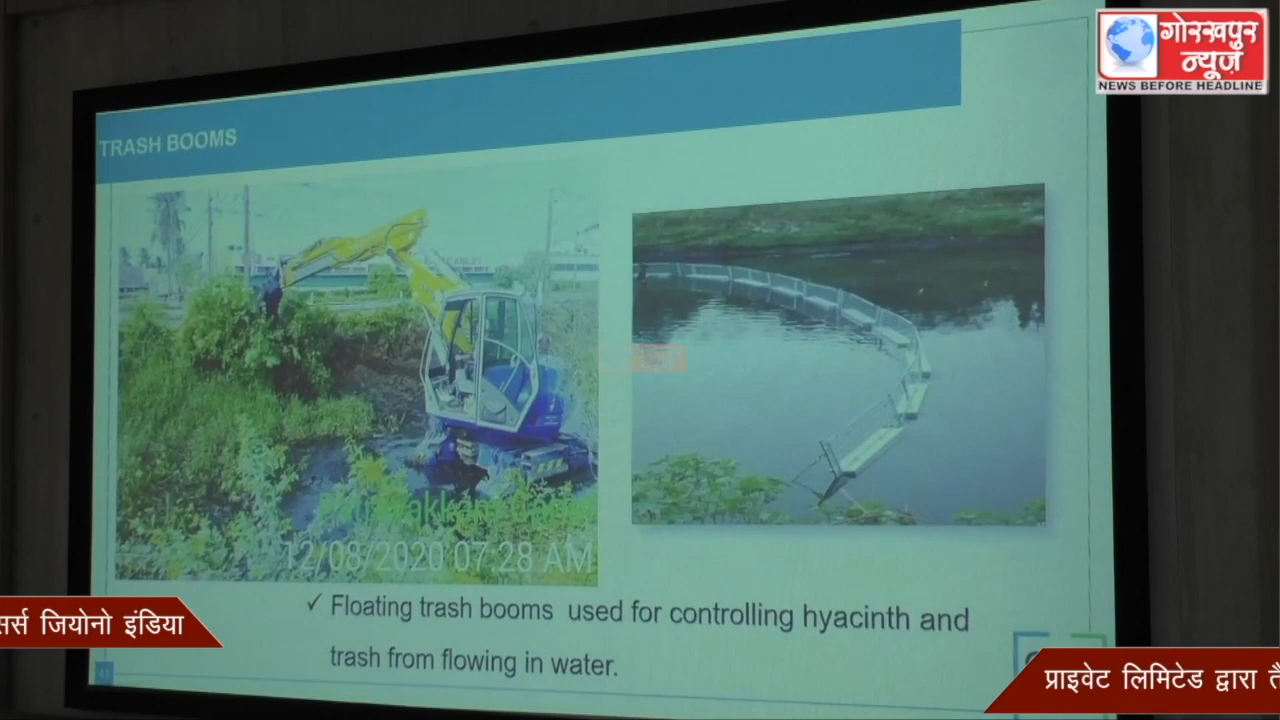 गोरखपुर
न्यूज़
NEWS BEFORE HEADLINE
TRASH BOOMS
12/08/2020 07:28 AM
✓ Floating trash booms used for controlling hyacinth and
trash from flowing in water.
जियोनो इंडिया
प्राइवेट लिमिटेड द्वारा